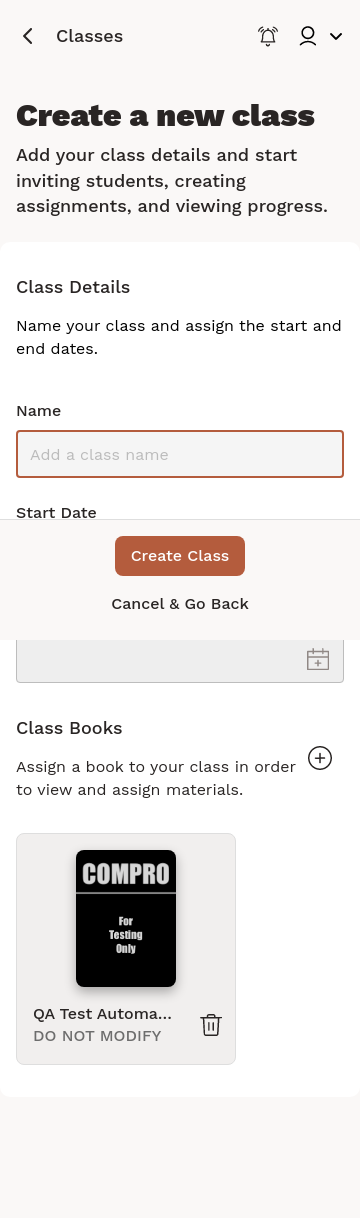 Classes
Create a new class
Add your class details and start
inviting students, creating
assignments, and viewing progress.
Class Details
Name your class and assign the start and
end dates.
Name
Add a class name
Start Date
Create Class
Cancel & Go Back
Class Books
Assign a book to your class in order
to view and assign materials.
COMPRO
For
Testing
Only
QA Test Automa...
DO NOT MODIFY